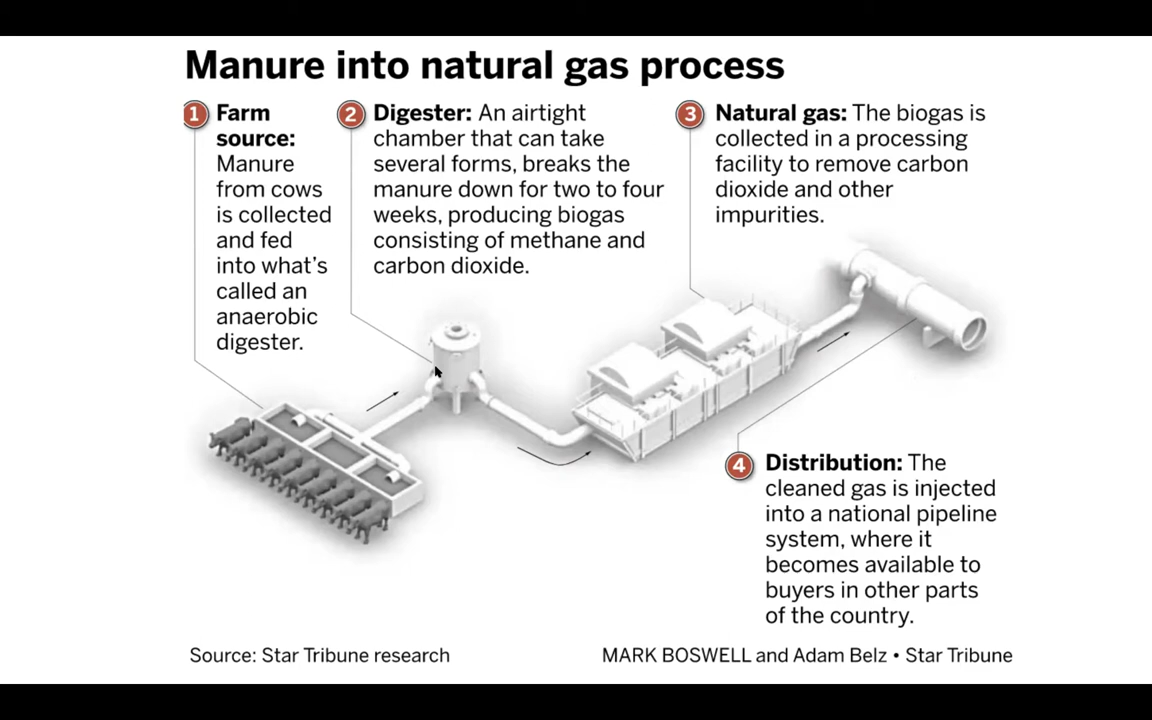 Manure into natural gas process
1 Farm
source:
Manure
from cows
is collected
and fed
into what's
called an
anaerobic
digester.
2 Digester: An airtight
chamber that can take
several forms, breaks the
manure down for two to four
weeks, producing biogas
consisting of methane and
carbon dioxide.
3 Natural gas: The biogas is
collected in a processing
facility to remove carbon
dioxide and other
impurities.
4 Distribution: The
cleaned gas is injected
into a national pipeline
system, where it
becomes available to
buyers in other parts
of the country.
Source: Star Tribune research
MARK BOSWELL and Adam Belz • Star Tribune